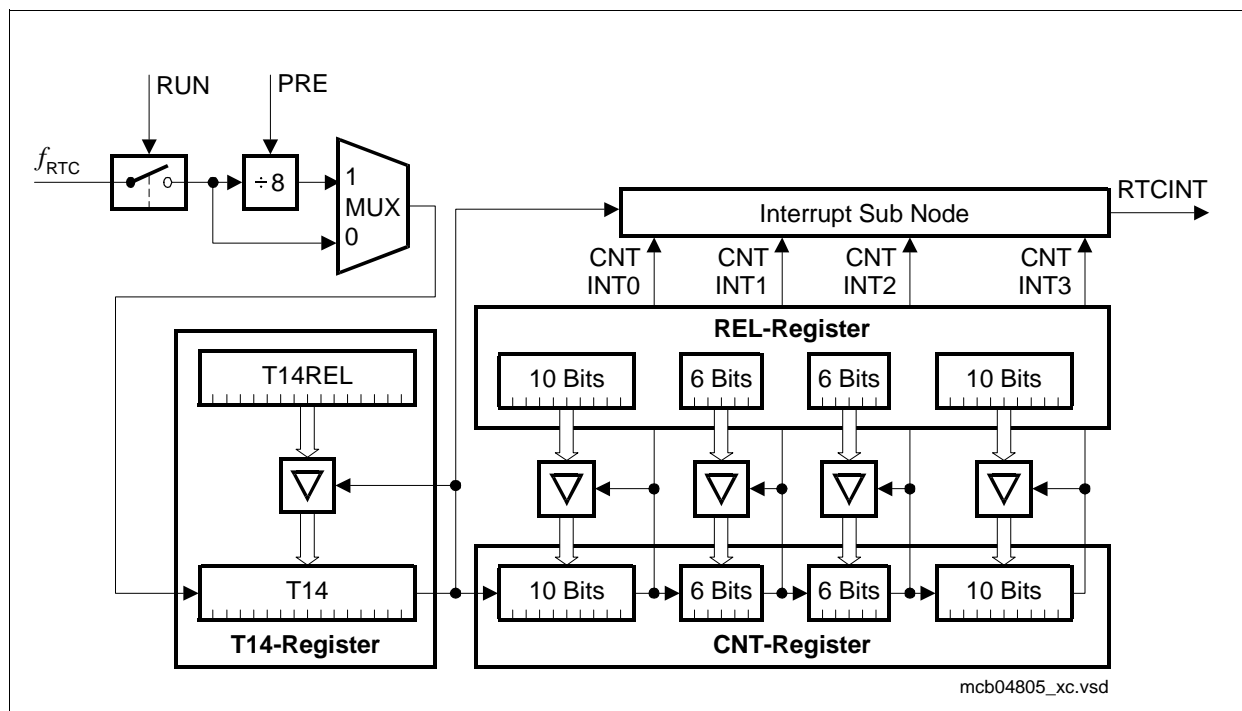 RUN
PRE
fRTC
÷8
1
MUX
0
Interrupt Sub Node
RTCINT
CNT
INT0
CNT
INT1
CNT
INT2
CNT
INT3
REL-Register
T14REL
10 Bits
6 Bits
6 Bits
10 Bits
T14
10 Bits
6 Bits
6 Bits
10 Bits
T14-Register
CNT-Register
mcb04805_xc.vsd